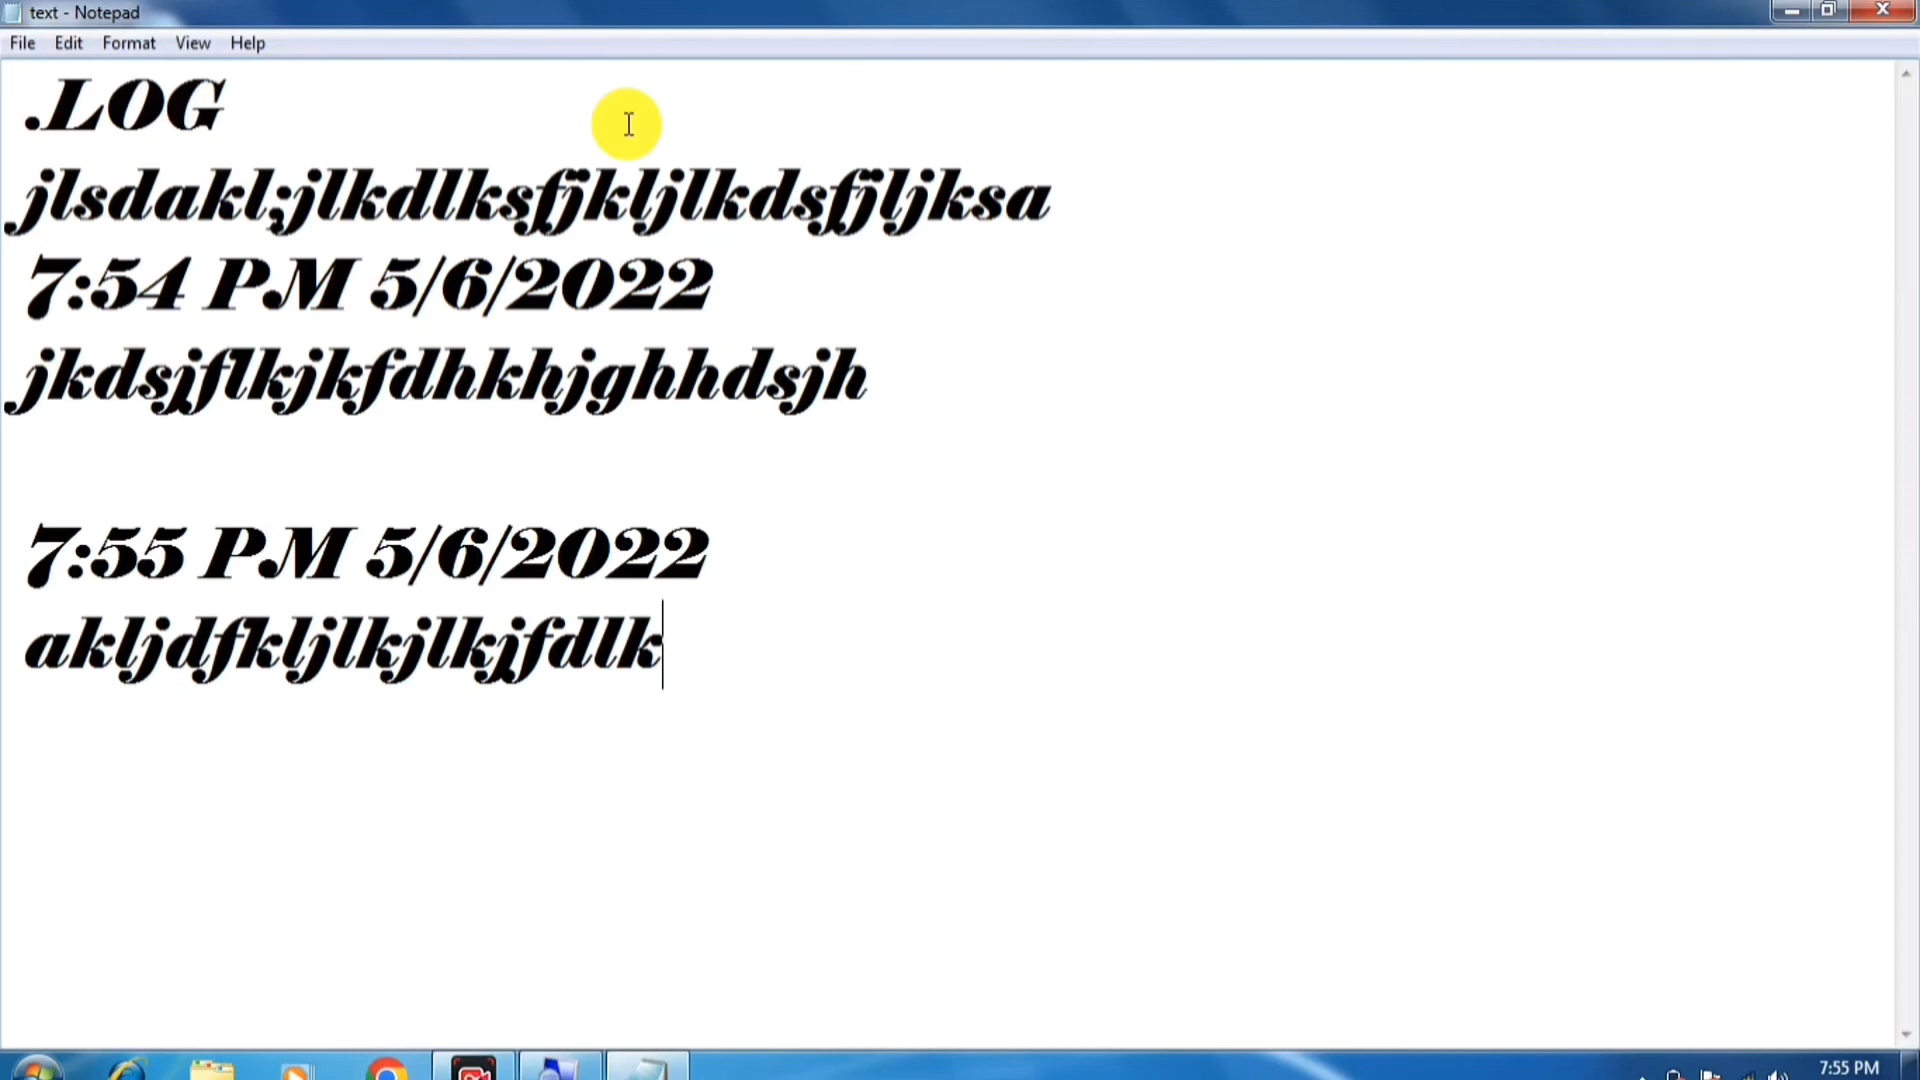 text - Notepad
File Edit Format View Help
.LOG
jlsdakl;jlkdlksfjkljlkdsfjljksa
7:54 PM 5/6/2022
jkdsjflkjkfdhkhjghhdsjh
7:55 PM 5/6/2022
akljdfkljlkjlkjfdlk
7:55 PM